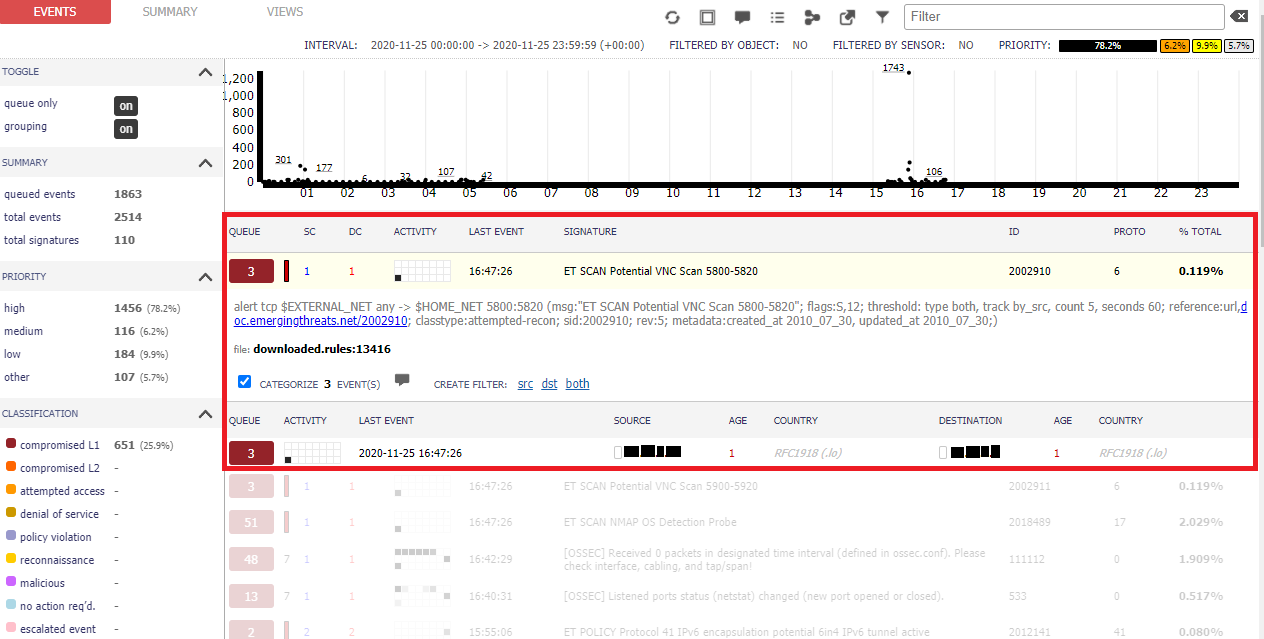 EVENTS SUMMARY VIEWS
Filter
INTERVAL: 2020-11-25 00:00:00 -> 2020-11-25 23:59:59 (+00:00) FILTERED BY OBJECT: NO FILTERED BY SENSOR: NO PRIORITY: 78.2% 6.2% 9.9% 5.7%
TOGGLE
queue only on
grouping on
SUMMARY
queued events 1863
total events 2514
total signatures 110
PRIORITY
high 1456 (78.2%)
medium 116 (6.2%)
low 184 (9.9%)
other 107 (5.7%)
CLASSIFICATION
compromised L1 651 (25.9%)
compromised L2 -
attempted access -
denial of service -
policy violation -
reconnaissance -
malicious -
no action req'd. -
escalated event -
1,200
1,000
800
600
400
200
0
301 177 6 32 107 42 1743 106
01 02 03 04 05 06 07 08 09 10 11 12 13 14 15 16 17 18 19 20 21 22 23
QUEUE SC DC ACTIVITY LAST EVENT SIGNATURE ID PROTO % TOTAL
3 1 1 16:47:26 ET SCAN Potential VNC Scan 5800-5820 2002910 6 0.119%
alert tcp $EXTERNAL_NET any -> $HOME_NET 5800:5820 (msg:"ET SCAN Potential VNC Scan 5800-5820"; flags:S,12; threshold: type both, track by_src, count 5, seconds 60; reference:url,d
oc.emergingthreats.net/2002910; classtype:attempted-recon; sid:2002910; rev:5; metadata:created_at 2010_07_30, updated_at 2010_07_30;)
file: downloaded.rules:13416
CATEGORIZE 3 EVENT(S) CREATE FILTER: src dst both
QUEUE ACTIVITY LAST EVENT SOURCE AGE COUNTRY DESTINATION AGE COUNTRY
3 2020-11-25 16:47:26 1 RFC1918 (.lo) 1 RFC1918 (.lo)
3 1 1 16:47:26 ET SCAN Potential VNC Scan 5900-5920 2002911 6 0.119%
51 1 1 16:47:26 ET SCAN NMAP OS Detection Probe 2018489 17 2.029%
48 7 1 1 16:42:29 [OSSEC] Received 0 packets in designated time interval (defined in ossec.conf). Please
check interface, cabling, and tap/span! 111112 0 1.909%
13 7 1 1 16:40:31 [OSSEC] Listened ports status (netstat) changed (new port opened or closed). 533 0 0.517%
2 2 2 15:55:06 ET POLICY Protocol 41 IPv6 encapsulation potential 6in4 IPv6 tunnel active 2012141 41 0.080%